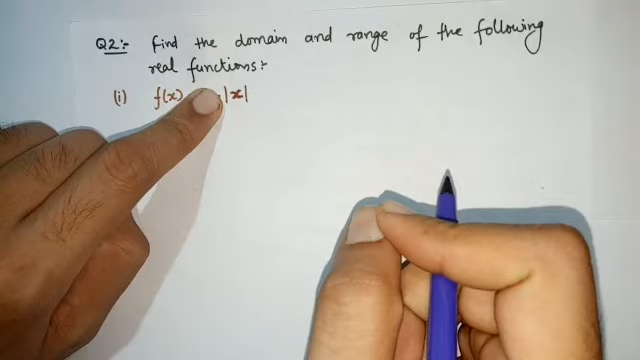 Q2:- Find the domain and range of the following
real functions:-
(i) f(x) |x|